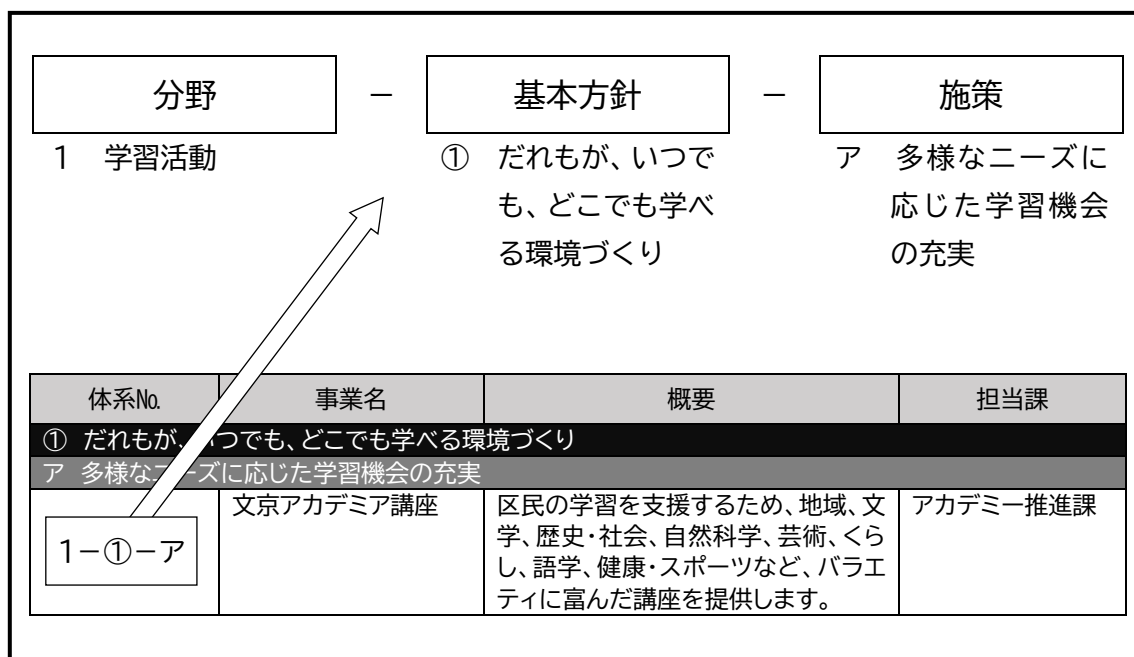 分野 － 基本方針 － 施策
1 学習活動
① だれもが、いつで
も、どこでも学べ
る環境づくり
ア 多様なニーズに
応じた学習機会
の充実
体系№ 事業名 概要 担当課
① だれもが、いつでも、どこでも学べる環境づくり
ア 多様なニーズに応じた学習機会の充実
1－①－ア
文京アカデミア講座
区民の学習を支援するため、地域、文
学、歴史・社会、自然科学、芸術、くら
し、語学、健康・スポーツなど、バラエ
ティに富んだ講座を提供します。
アカデミー推進課